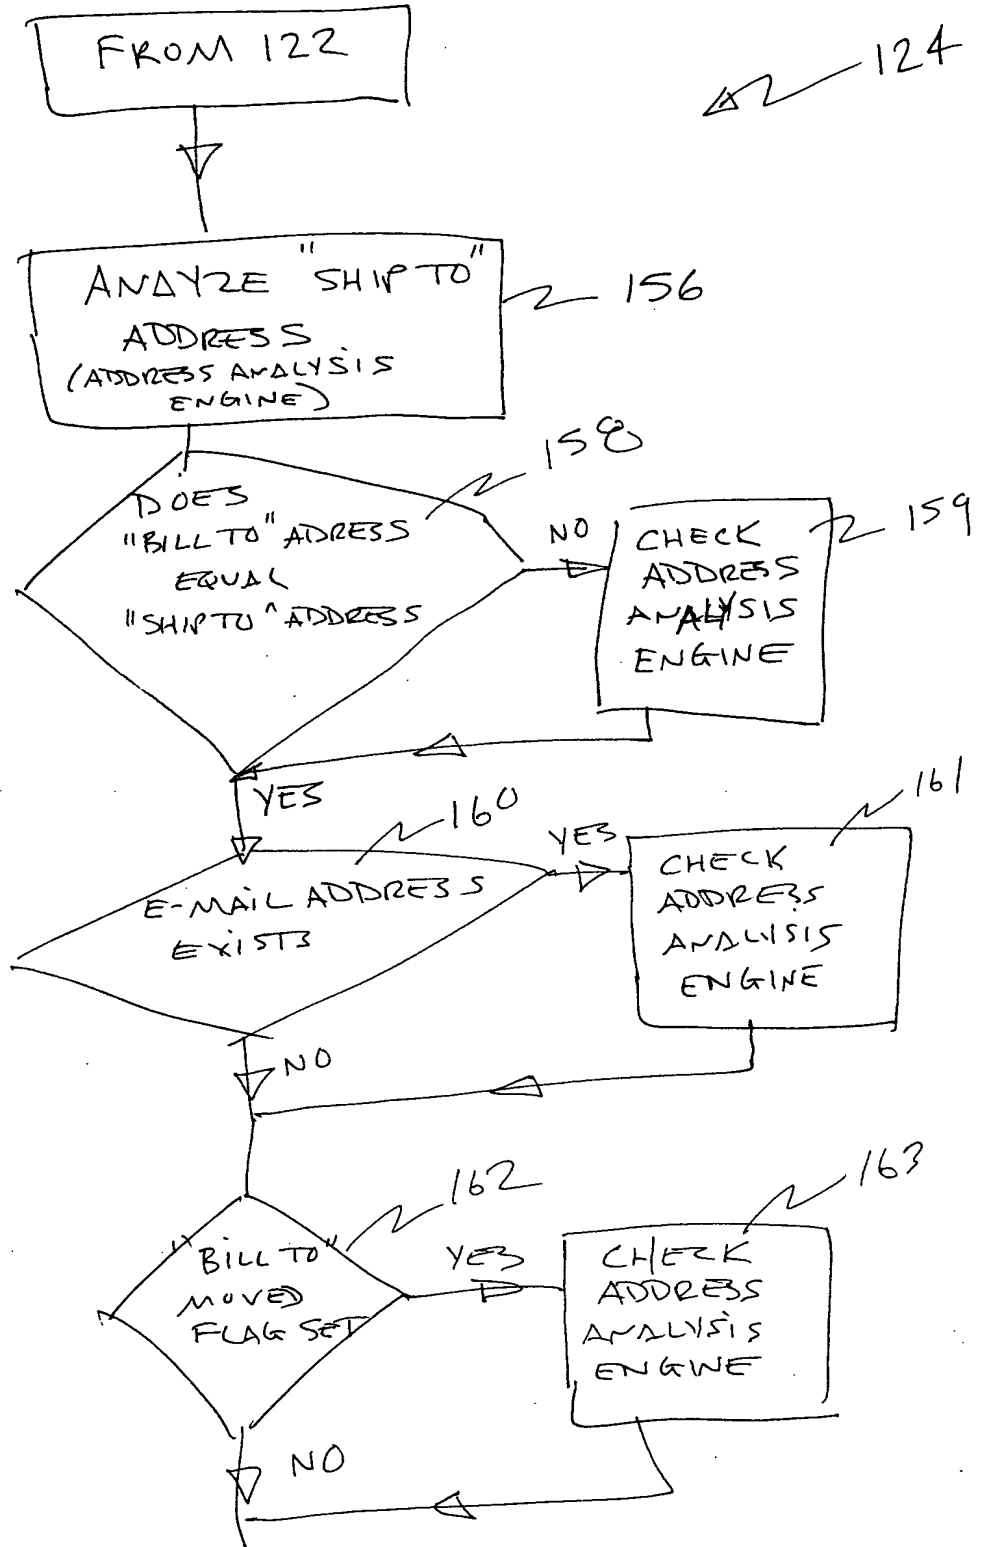 FROM 122
124
ANAYZE "SHIP TO"
ADDRESS
(ADDRESS ANALYSIS
ENGINE)
156
158
DOES
"BILL TO" ADRESS
EQUAL
"SHIP TO" ADDRESS
NO
CHECK
ADDRESS
ANALYSIS
ENGINE
159
YES
160
E-MAIL ADDRESS
EXISTS
YES
CHECK
ADDRESS
ANALYSIS
ENGINE
161
NO
162
"BILL TO"
MOVED
FLAG SET
YES
CHECK
ADDRESS
ANALYSIS
ENGINE
163
NO